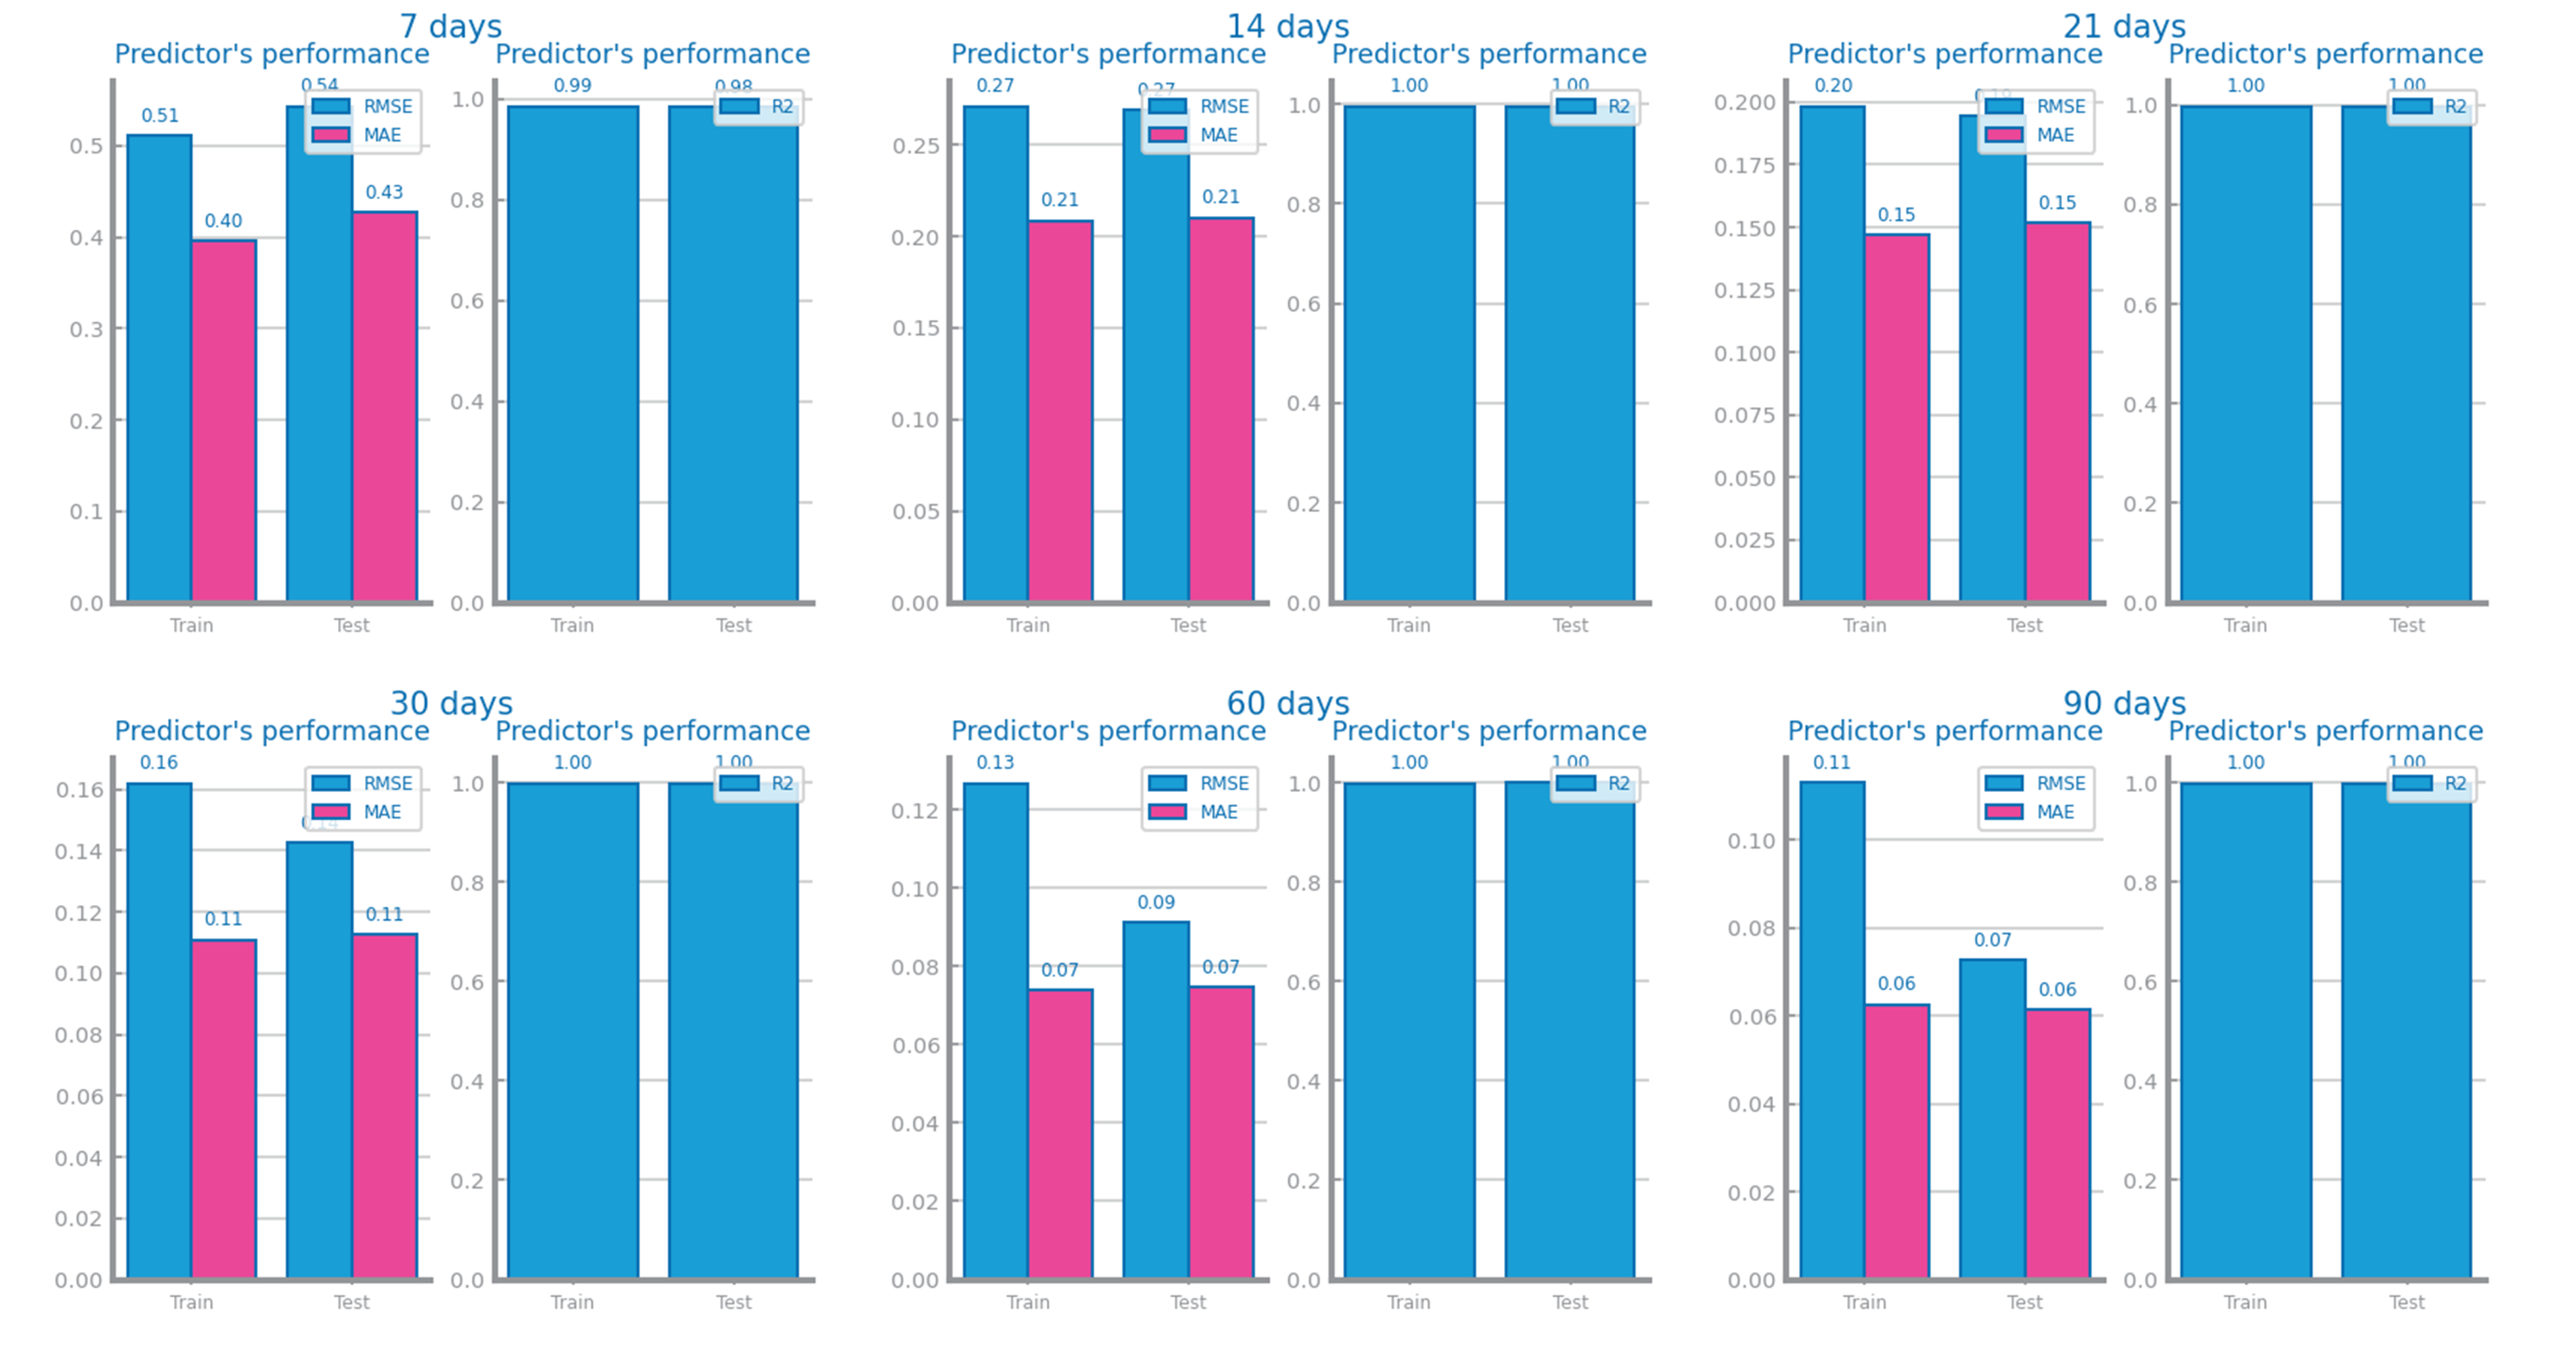 7 days
Predictor's performance
0.51
0.40
0.54
0.43
RMSE
MAE
0.5
0.4
0.3
0.2
0.1
0.0
Train
Test
Predictor's performance
0.99
0.98
R2
1.0
0.8
0.6
0.4
0.2
0.0
Train
Test
14 days
Predictor's performance
0.27
0.21
0.27
0.21
RMSE
MAE
0.25
0.20
0.15
0.10
0.05
0.00
Train
Test
Predictor's performance
1.00
1.00
R2
1.0
0.8
0.6
0.4
0.2
0.0
Train
Test
21 days
Predictor's performance
0.20
0.15
0.19
0.15
RMSE
MAE
0.200
0.175
0.150
0.125
0.100
0.075
0.050
0.025
0.000
Train
Test
Predictor's performance
1.00
1.00
R2
1.0
0.8
0.6
0.4
0.2
0.0
Train
Test
30 days
Predictor's performance
0.16
0.11
0.14
0.11
RMSE
MAE
0.16
0.14
0.12
0.10
0.08
0.06
0.04
0.02
0.00
Train
Test
Predictor's performance
1.00
1.00
R2
1.0
0.8
0.6
0.4
0.2
0.0
Train
Test
60 days
Predictor's performance
0.13
0.07
0.09
0.07
RMSE
MAE
0.12
0.10
0.08
0.06
0.04
0.02
0.00
Train
Test
Predictor's performance
1.00
1.00
R2
1.0
0.8
0.6
0.4
0.2
0.0
Train
Test
90 days
Predictor's performance
0.11
0.06
0.07
0.06
RMSE
MAE
0.10
0.08
0.06
0.04
0.02
0.00
Train
Test
Predictor's performance
1.00
1.00
R2
1.0
0.8
0.6
0.4
0.2
0.0
Train
Test